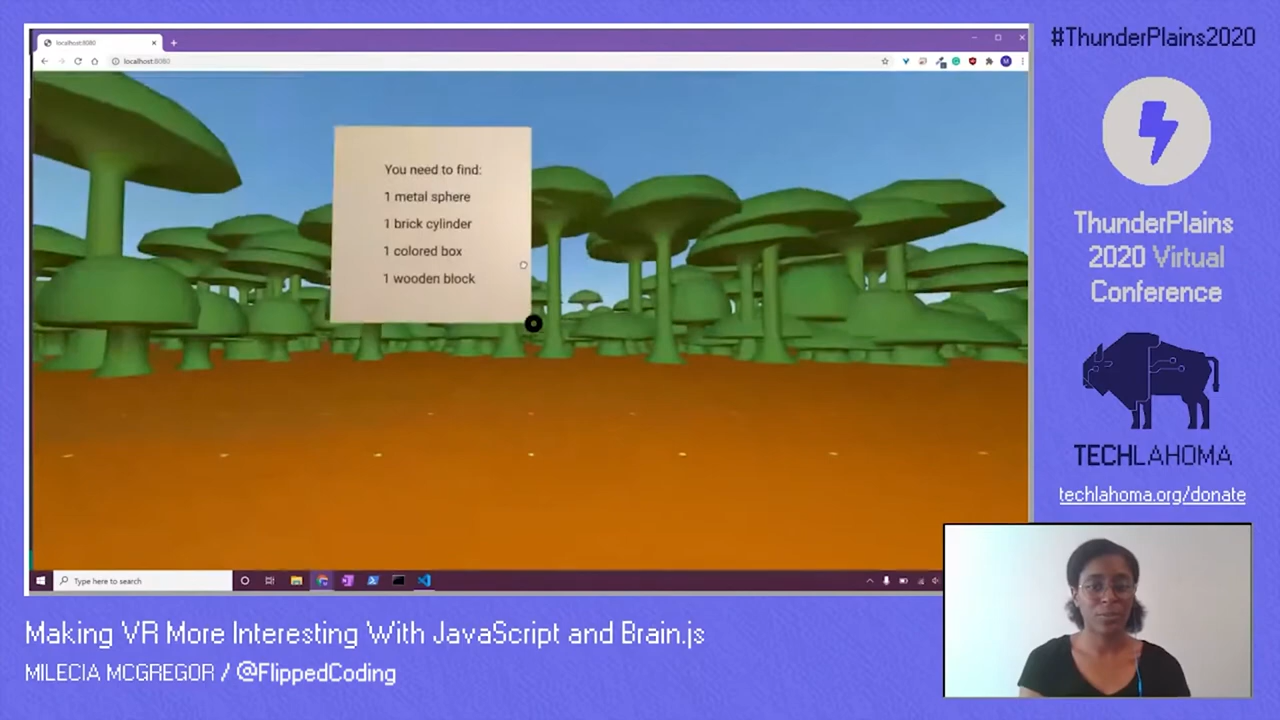 localhost:8080
localhost:8080
You need to find:
1 metal sphere
1 brick cylinder
1 colored box
1 wooden block
Type here to search
#ThunderPlains2020
ThunderPlains
2020 Virtual
Conference
TECHLAHOMA
techlahoma.org/donate
Making VR More Interesting With JavaScript and Brain.js
MILECIA MCGREGOR / @FlippedCoding